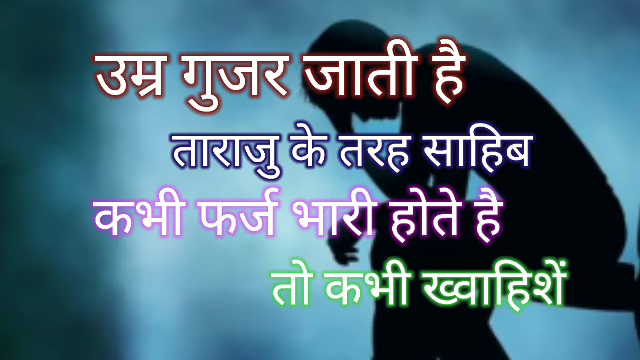 उम्र गुजर जाती है
ताराजु के तरह साहिब
कभी फर्ज भारी होते है
तो कभी ख्वाहिशें